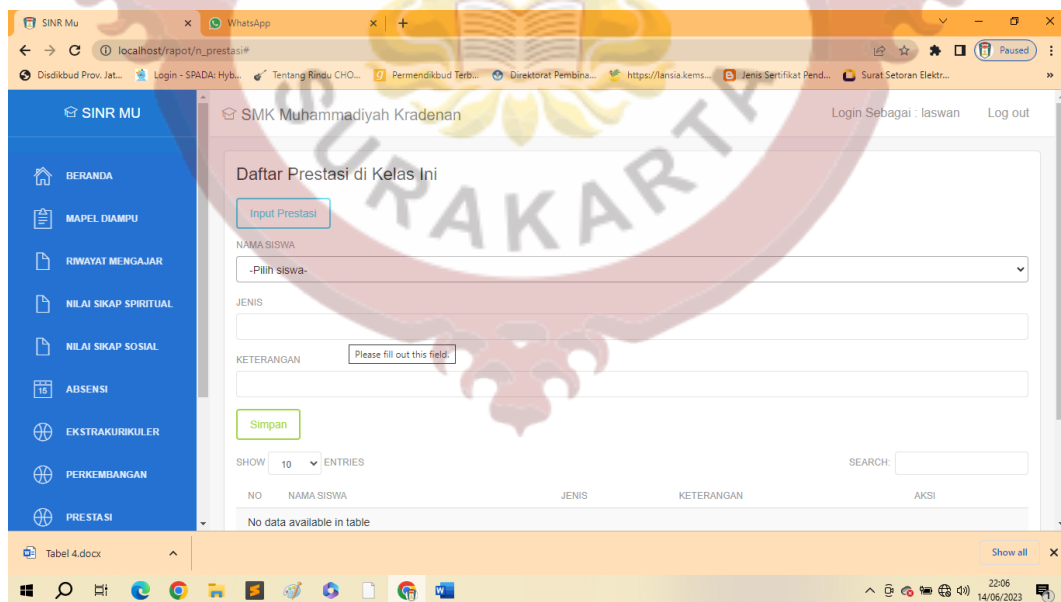 SINR Mu
WhatsApp
localhost/rapot/n_prestasi#
Paused
Disdikbud Prov. Jat... Login - SPADA: Hyb... Tentang Rindu CHO... Permendikbud Terb... Direktorat Pembina... https://lansia.kems... Jenis Sertifikat Pend... Surat Setoran Elektr...
SINR MU
SMK Muhammadiyah Kradenan
Login Sebagai : laswan Log out
BERANDA
MAPEL DIAMPU
RIWAYAT MENGAJAR
NILAI SIKAP SPIRITUAL
NILAI SIKAP SOSIAL
15 ABSENSI
EKSTRAKURIKULER
PERKEMBANGAN
PRESTASI
Daftar Prestasi di Kelas Ini
Input Prestasi
NAMA SISWA
-Pilih siswa-
JENIS
Please fill out this field.
KETERANGAN
Simpan
SHOW 10 ENTRIES SEARCH:
NO NAMA SISWA JENIS KETERANGAN AKSI
No data available in table
SURAKARTA
Tabel 4.docx
Show all
22:06
14/06/2023